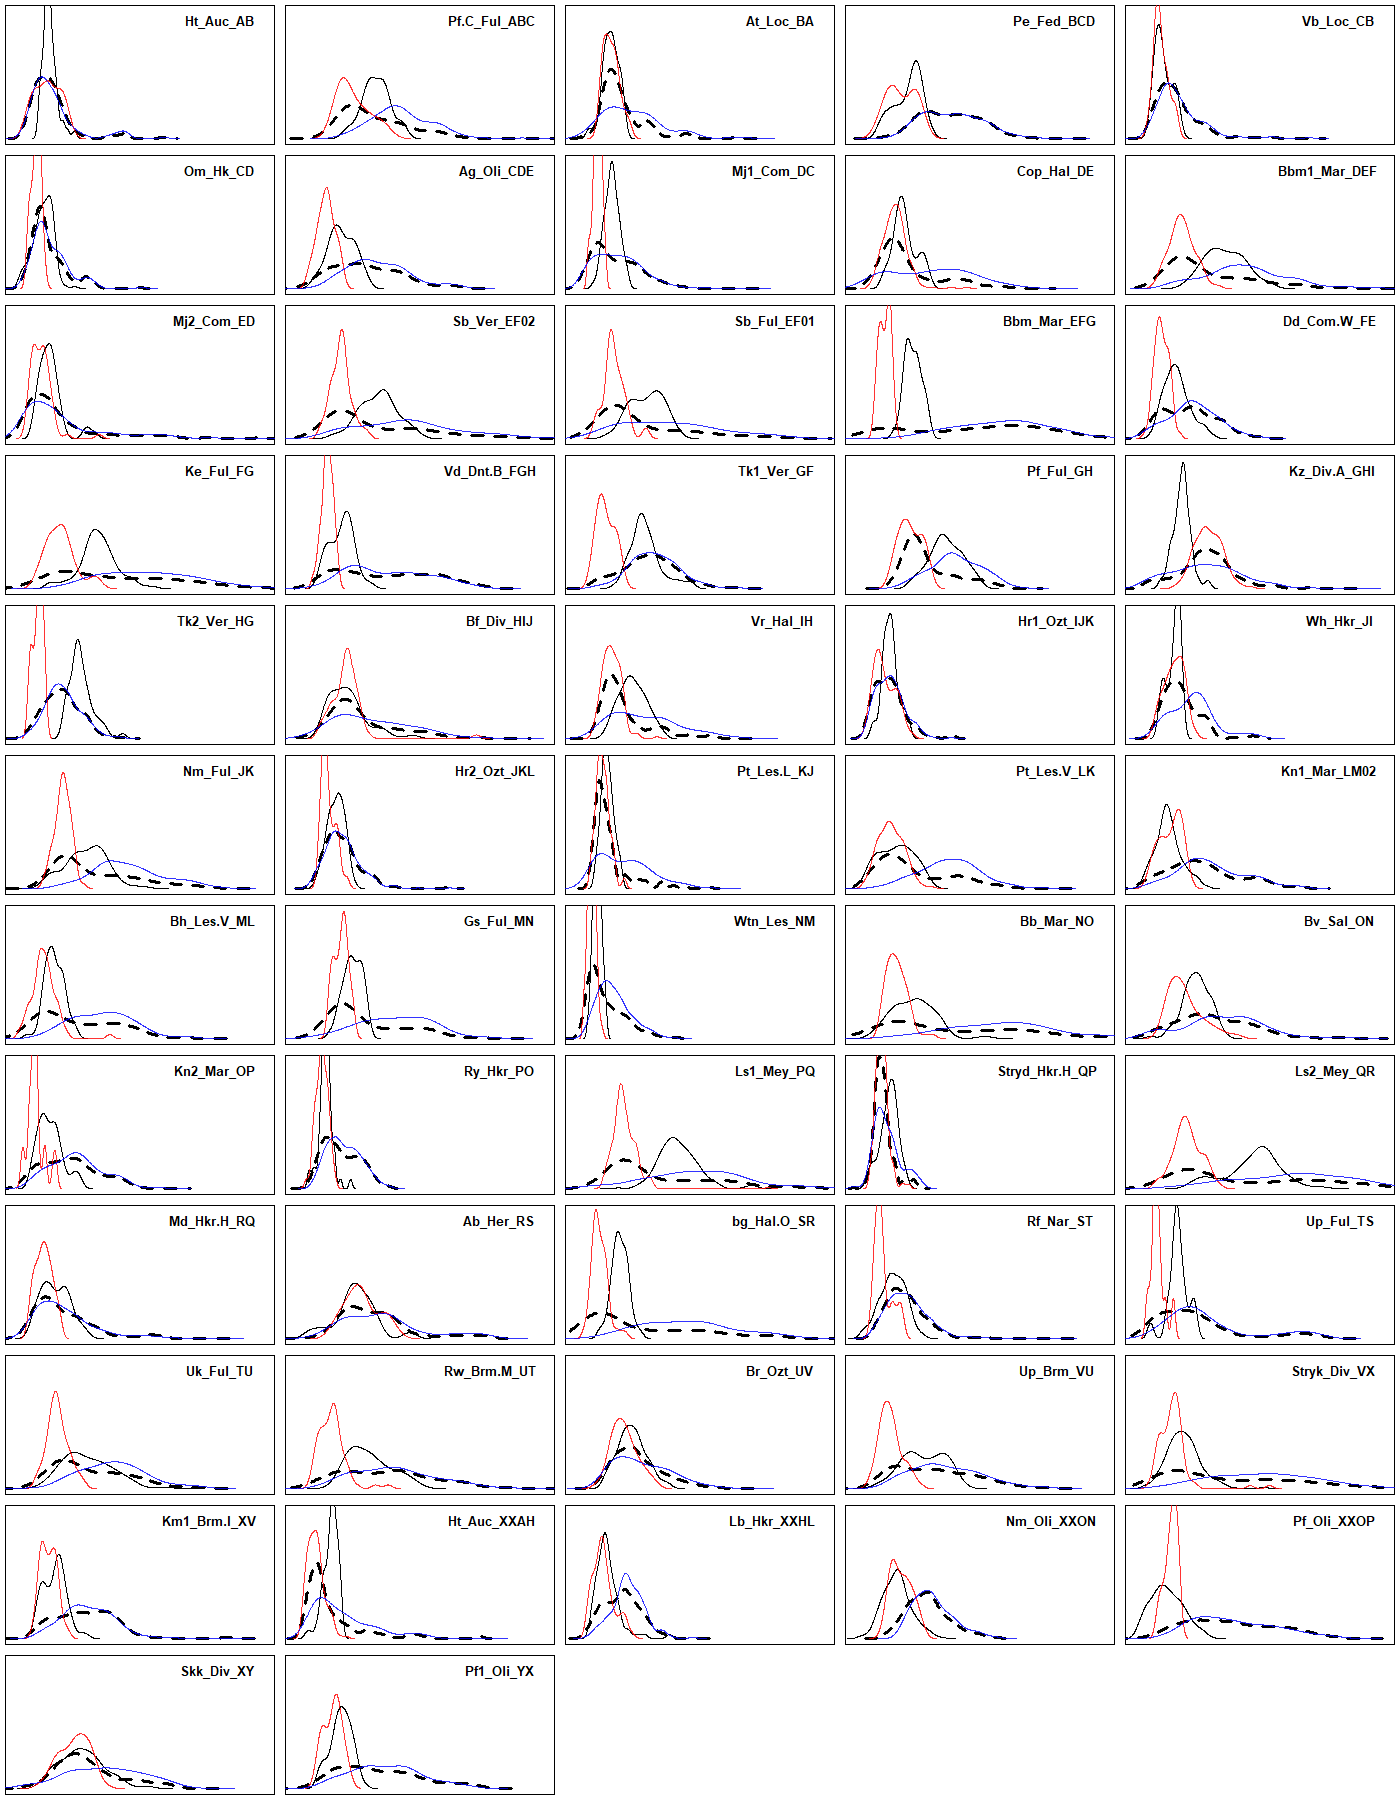 Ht_Auc_AB
Pf.C_Ful_ABC
At_Loc_BA
Pe_Fed_BCD
Vb_Loc_CB
Om_Hk_CD
Ag_Oli_CDE
Mj1_Com_DC
Cop_Hal_DE
Bbm1_Mar_DEF
Mj2_Com_ED
Sb_Ver_EF02
Sb_Ful_EF01
Bbm_Mar_EFG
Dd_Com.W_FE
Ke_Ful_FG
Vd_Dnt.B_FGH
Tk1_Ver_GF
Pf_Ful_GH
Kz_Div.A_GHI
Tk2_Ver_HG
Bf_Div_HIJ
Vr_Hal_IH
Hr1_Ozt_IJK
Wh_Hkr_JI
Nm_Ful_JK
Hr2_Ozt_JKL
Pt_Les.L_KJ
Pt_Les.V_LK
Kn1_Mar_LM02
Bh_Les.V_ML
Gs_Ful_MN
Wtn_Les_NM
Bb_Mar_NO
Bv_Sal_ON
Kn2_Mar_OP
Ry_Hkr_PO
Ls1_Mey_PQ
Stryd_Hkr.H_QP
Ls2_Mey_QR
Md_Hkr.H_RQ
Ab_Her_RS
bg_Hal.O_SR
Rf_Nar_ST
Up_Ful_TS
Uk_Ful_TU
Rw_Brm.M_UT
Br_Ozt_UV
Up_Brm_VU
Stryk_Div_VX
Km1_Brm.I_XV
Ht_Auc_XXAH
Lb_Hkr_XXHL
Nm_Oli_XXON
Pf_Oli_XXOP
Skk_Div_XY
Pf1_Oli_YX